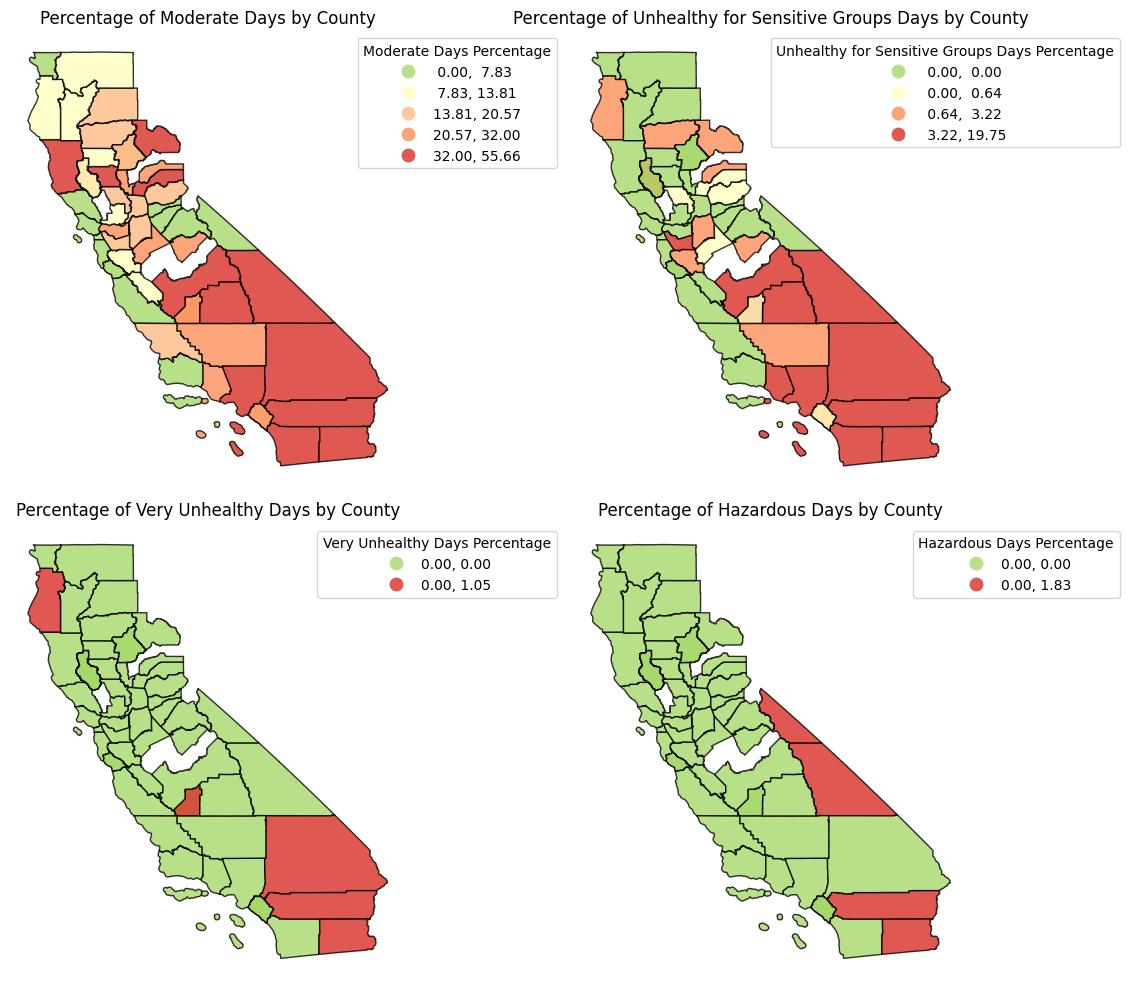 Percentage of Moderate Days by County
Moderate Days Percentage
0.00, 7.83
7.83, 13.81
13.81, 20.57
20.57, 32.00
32.00, 55.66
Percentage of Unhealthy for Sensitive Groups Days by County
Unhealthy for Sensitive Groups Days Percentage
0.00, 0.00
0.00, 0.64
0.64, 3.22
3.22, 19.75
Percentage of Very Unhealthy Days by County
Very Unhealthy Days Percentage
0.00, 0.00
0.00, 1.05
Percentage of Hazardous Days by County
Hazardous Days Percentage
0.00, 0.00
0.00, 1.83